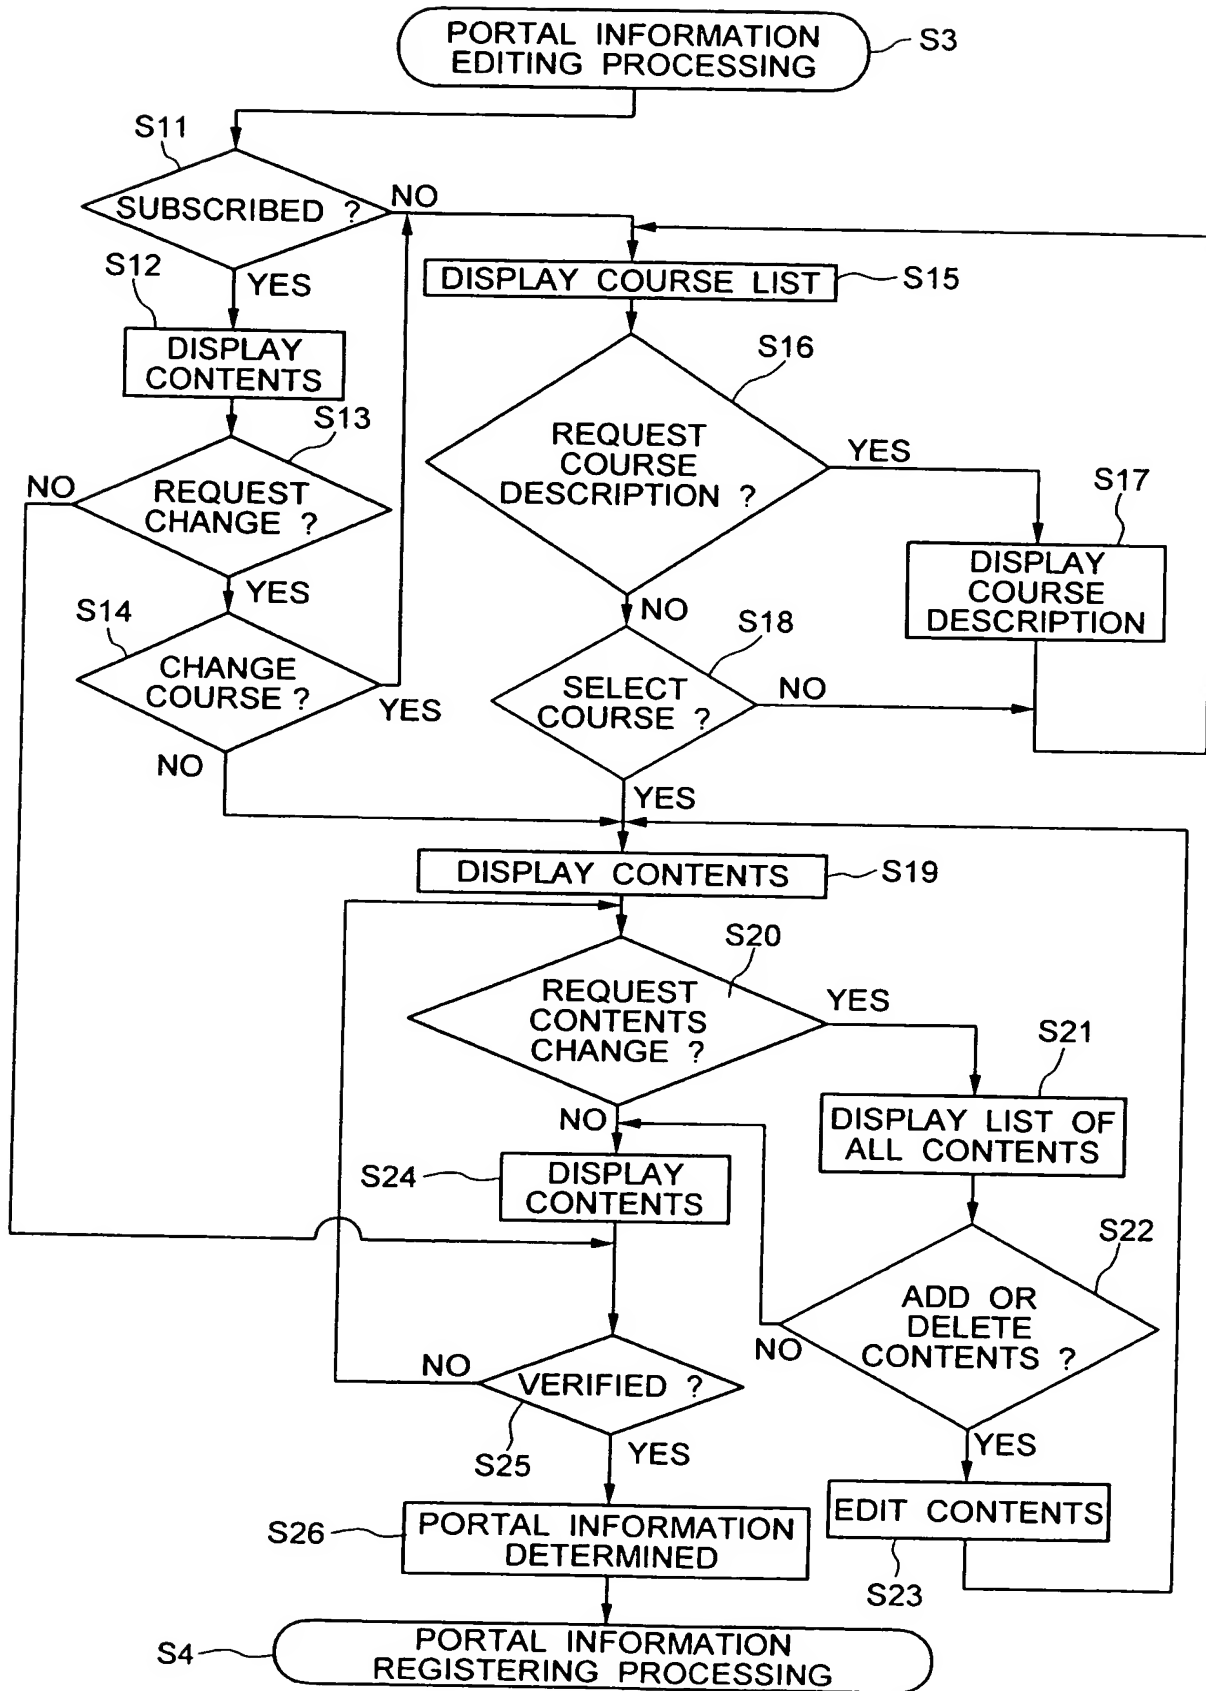 PORTAL INFORMATION
EDITING PROCESSING
S3
S11
SUBSCRIBED ?
NO
YES
S12
DISPLAY
CONTENTS
S13
REQUEST
CHANGE ?
NO
YES
S14
CHANGE
COURSE ?
YES
NO
DISPLAY COURSE LIST
S15
S16
REQUEST
COURSE
DESCRIPTION ?
YES
NO
S17
DISPLAY
COURSE
DESCRIPTION
S18
SELECT
COURSE ?
NO
YES
DISPLAY CONTENTS
S19
S20
REQUEST
CONTENTS
CHANGE ?
YES
NO
S21
DISPLAY LIST OF
ALL CONTENTS
S22
ADD OR
DELETE
CONTENTS ?
NO
YES
EDIT CONTENTS
S23
S24
DISPLAY
CONTENTS
VERIFIED ?
NO
S25
YES
S26
PORTAL INFORMATION
DETERMINED
S4
PORTAL INFORMATION
REGISTERING PROCESSING